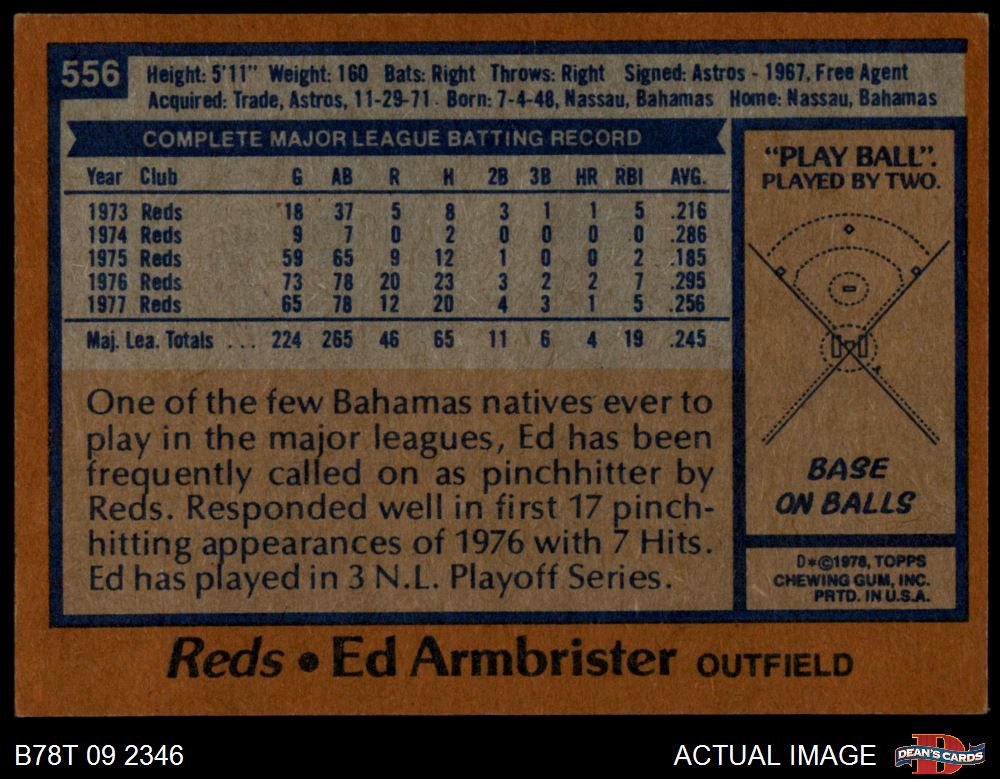 556
Height: 5'11" Weight: 160 Bats: Right Throws: Right Signed: Astros - 1967, Free Agent
Acquired: Trade, Astros, 11-29-71 Born: 7-4-48, Nassau, Bahamas Home: Nassau, Bahamas
COMPLETE MAJOR LEAGUE BATTING RECORD
Year Club G AB R H 2B 3B HR RBI AVG.
1973 Reds 18 37 5 8 3 1 1 5 .216
1974 Reds 9 7 0 2 0 0 0 0 .286
1975 Reds 59 65 9 12 1 0 0 2 .185
1976 Reds 73 78 20 23 3 2 2 7 .295
1977 Reds 65 78 12 20 4 3 1 5 .256
Maj. Lea. Totals ... 224 265 46 65 11 6 4 19 .245
One of the few Bahamas natives ever to
play in the major leagues, Ed has been
frequently called on as pinchhitter by
Reds. Responded well in first 17 pinch-
hitting appearances of 1976 with 7 Hits.
Ed has played in 3 N.L. Playoff Series.
"PLAY BALL".
PLAYED BY TWO.
BASE
ON BALLS
D*©1978, TOPPS
CHEWING GUM, INC.
PRTD. IN U.S.A.
Reds • Ed Armbrister OUTFIELD
B78T 09 2346
ACTUAL IMAGE
D
DEAN'S CARDS